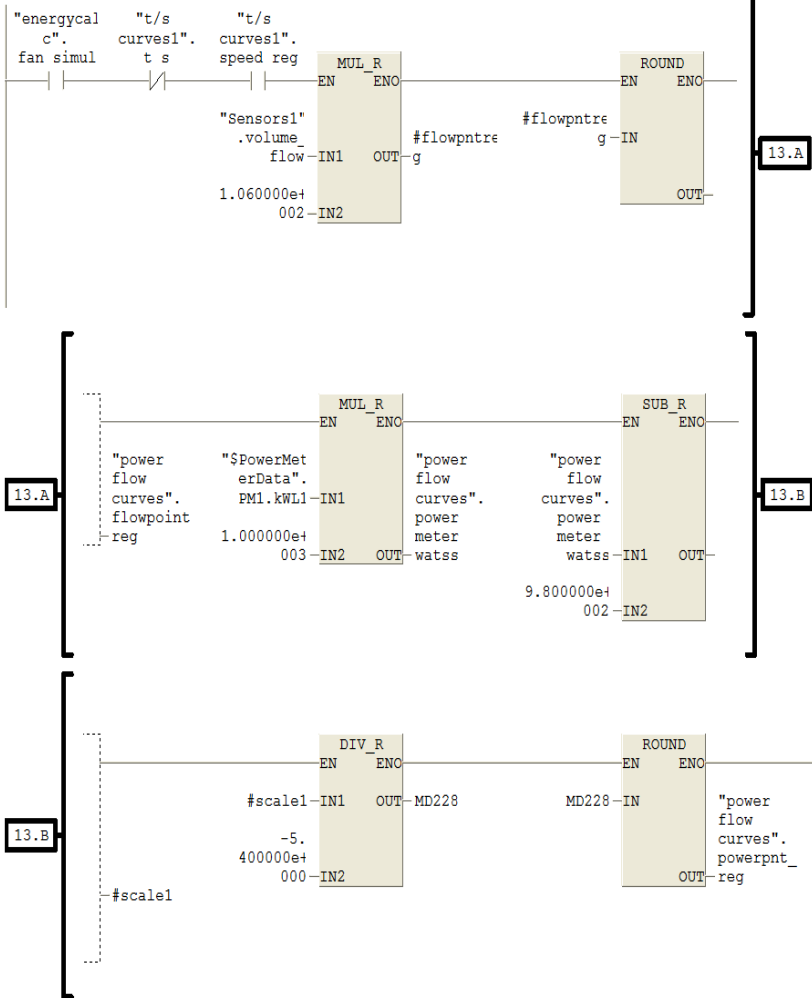 "energycal
c".
fan simul
"t/s
curves1".
t s
"t/s
curves1".
speed reg
MUL_R
EN ENO
"Sensors1"
.volume_
flow IN1
OUT
#flowpntre
g
1.060000e+
002 IN2
ROUND
EN ENO
#flowpntre
g IN
OUT
13.A
13.A
"power
flow
curves".
flowpoint
reg
MUL_R
EN ENO
"$PowerMet
erData".
PM1.kWL1 IN1
1.000000e+
003 IN2
OUT
"power
flow
curves".
power
meter
watss
SUB_R
EN ENO
"power
flow
curves".
power
meter
watss IN1
OUT
9.800000e+
002 IN2
13.B
13.B
#scale1
DIV_R
EN ENO
#scale1 IN1
OUT MD228
-5.
400000e+
000 IN2
ROUND
EN ENO
MD228 IN
OUT
"power
flow
curves".
powerpnt_
reg